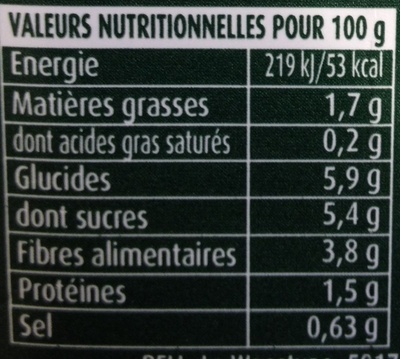 VALEURS NUTRITIONNELLES POUR 100 g
Energie 219 kJ/53 kcal
Matières grasses 1,7 g
dont acides gras saturés 0,2 g
Glucides 5,9 g
dont sucres 5,4 g
Fibres alimentaires 3,8 g
Protéines 1,5 g
Sel 0,63 g